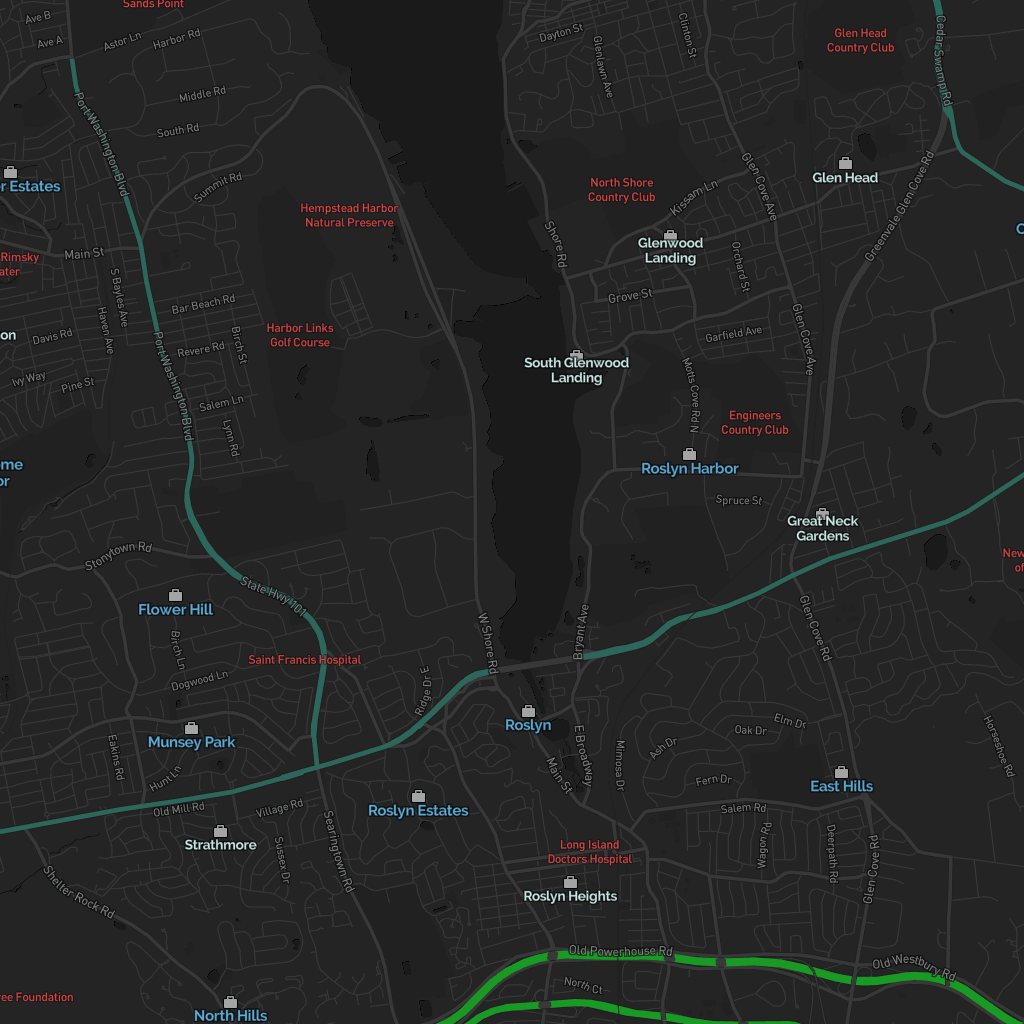 Sands Point
Ave B
Ave A
Astor Ln
Harbor Rd
Dayton St
Clinton St
Glenlawn Ave
Glen Head
Country Club
Cedar Swamp Rd
Middle Rd
South Rd
Port Washington Blvd
Summit Rd
r Estates
North Shore
Country Club
Kissam Ln
Glen Cove Ave
Glen Head
Greenvale Glen Cove Rd
Hempstead Harbor
Natural Preserve
Shore Rd
Glenwood
Landing
Orchard St
C
Rimsky
ater
Main St
S Bayles Ave
Haven Ave
Bar Beach Rd
Grove St
Garfield Ave
Glen Cove Ave
on
Davis Rd
Revere Rd
Birch St
Harbor Links
Golf Course
Port Washington Blvd
South Glenwood
Landing
Motts Cove Rd N
Ivy Way
Pine St
Salem Ln
Lynn Rd
Engineers
Country Club
me
or
Roslyn Harbor
Spruce St
Great Neck
Gardens
Stonytown Rd
New
of
State Hwy 101
Flower Hill
Birch Ln
W Shore Rd
Bryant Ave
Glen Cove Rd
Saint Francis Hospital
Dogwood Ln
Ridge Dr E
Roslyn
Munsey Park
Eakins Rd
Hunt Ln
E Broadway
Main St
Mimosa Dr
Ash Dr
Oak Dr
Elm Dr
Horseshoe Rd
Fern Dr
East Hills
Old Mill Rd
Village Rd
Roslyn Estates
Salem Rd
Strathmore
Sussex Dr
Searingtown Rd
Long Island
Doctors Hospital
Wagon Rd
Deerpath Rd
Glen Cove Rd
Shelter Rock Rd
Roslyn Heights
Old Powerhouse Rd
Old Westbury Rd
North Ct
ree Foundation
North Hills